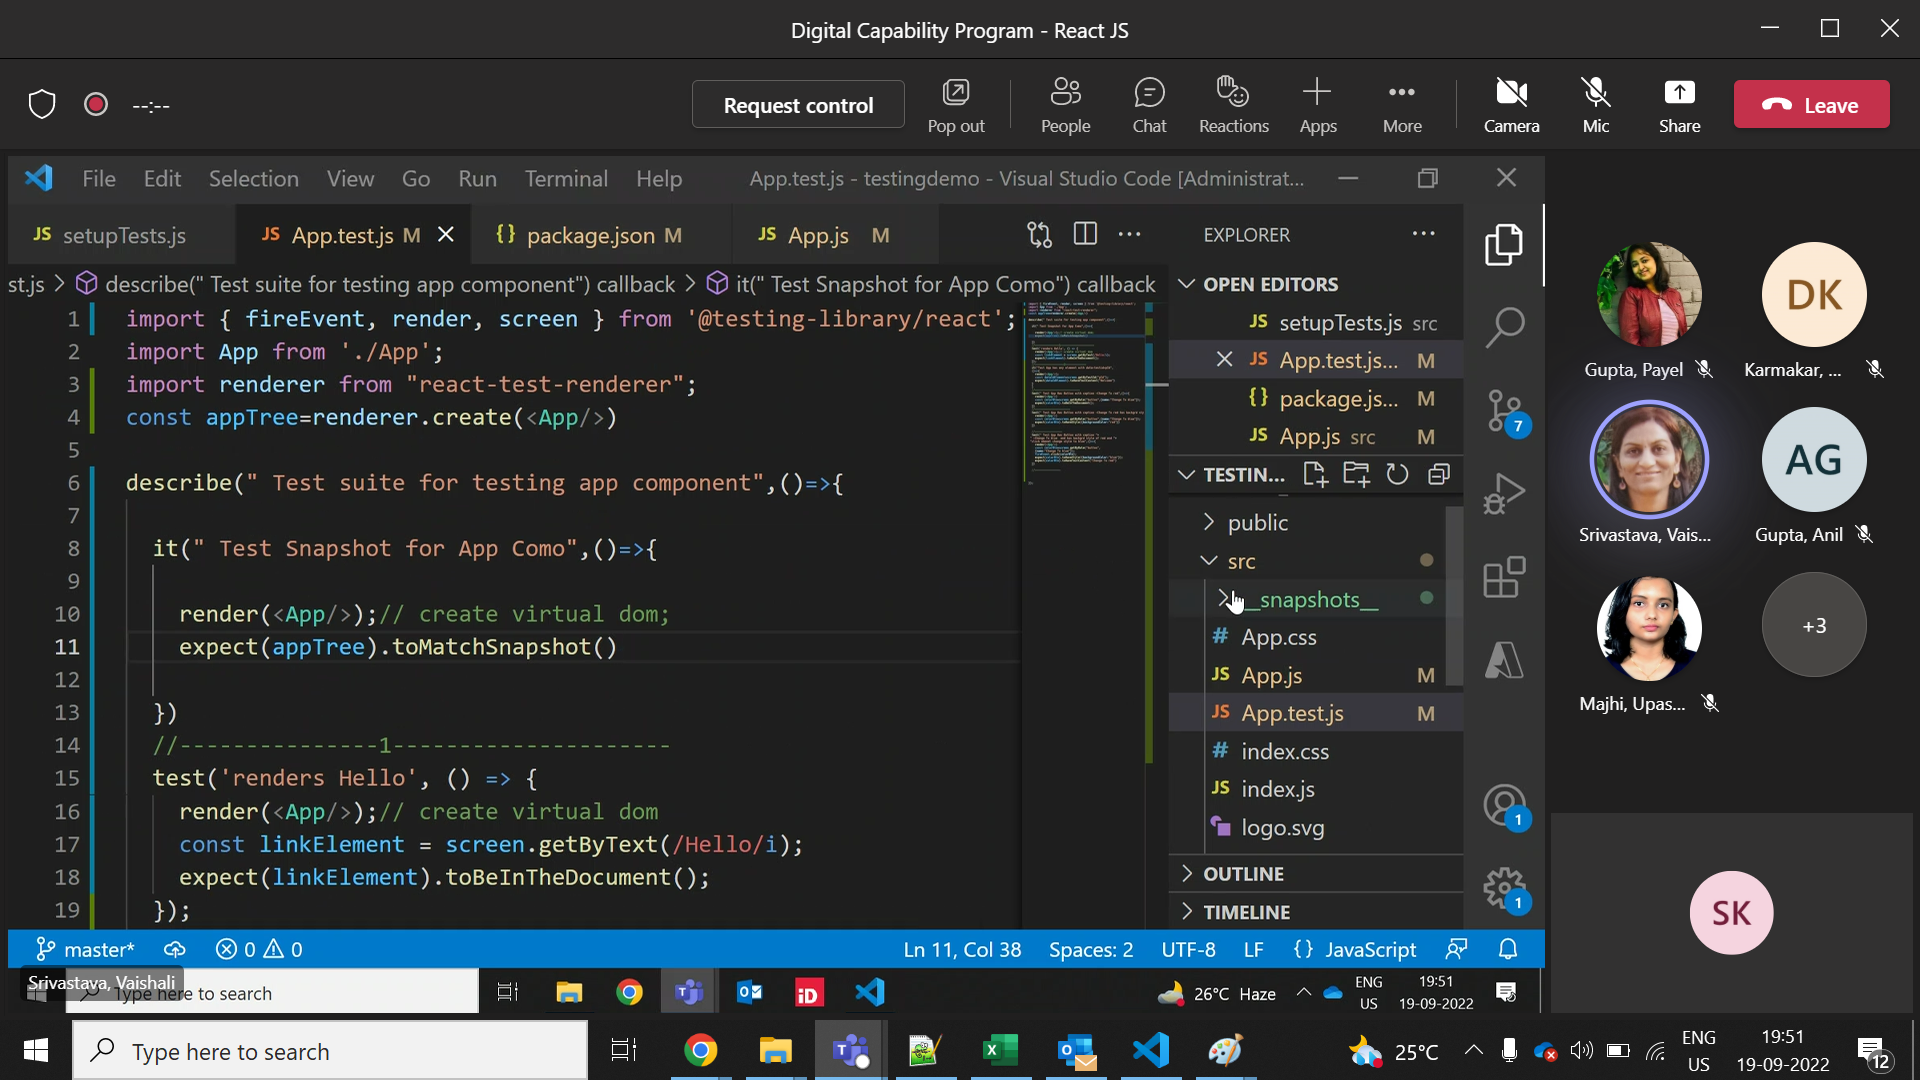 Digital Capability Program - React JS
--:--
Request control
Pop out
People
Chat
Reactions
Apps
More
Camera
Mic
Share
Leave
File Edit Selection View Go Run Terminal Help
App.test.js - testingdemo - Visual Studio Code [Administrat...
JS setupTests.js
JS App.test.js M
{} package.json M
JS App.js M
st.js > describe(" Test suite for testing app component") callback > it(" Test Snapshot for App Como") callback
1 import { fireEvent, render, screen } from '@testing-library/react';
2 import App from './App';
3 import renderer from "react-test-renderer";
4 const appTree=renderer.create(<App/>)
5
6 describe(" Test suite for testing app component",()=>{
7
8 it(" Test Snapshot for App Como",()=>{
9
10 render(<App/>);// create virtual dom;
11 expect(appTree).toMatchSnapshot()
12
13 })
14 //---------------1---------------------
15 test('renders Hello', () => {
16 render(<App/>);// create virtual dom
17 const linkElement = screen.getByText(/Hello/i);
18 expect(linkElement).toBeInTheDocument();
19 });
EXPLORER
OPEN EDITORS
JS setupTests.js src
JS App.test.js... M
{} package.js... M
JS App.js src M
TESTIN...
public
src
__snapshots__
# App.css
JS App.js M
JS App.test.js M
# index.css
JS index.js
logo.svg
OUTLINE
TIMELINE
7
1
1
master* 0 0
Ln 11, Col 38 Spaces: 2 UTF-8 LF {} JavaScript
Srivastava, Vaishali
Type here to search
iD
26°C Haze
ENG
US
19:51
19-09-2022
Gupta, Payel
DK
Karmakar, ...
Srivastava, Vais...
AG
Gupta, Anil
Majhi, Upas...
+3
SK
Type here to search
25°C
ENG
US
19:51
19-09-2022
12